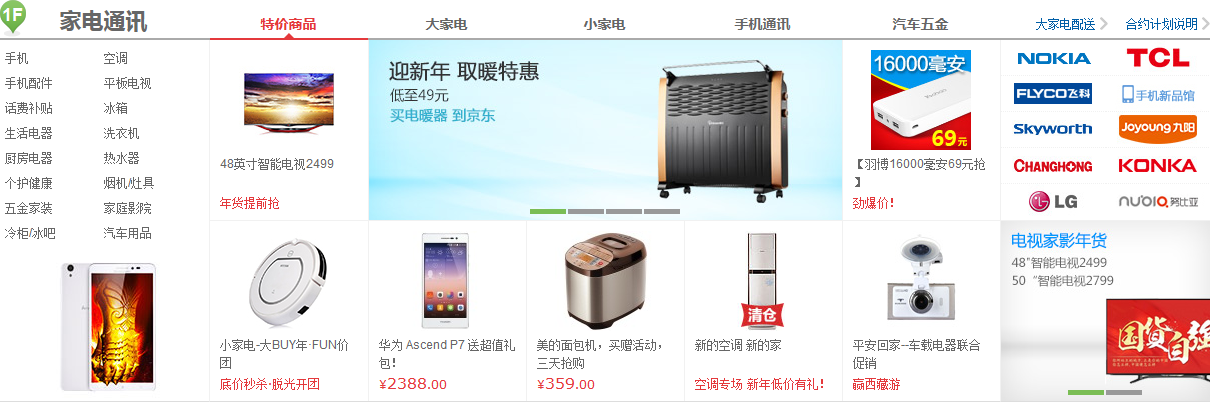 1F
家电通讯
特价商品
大家电
小家电
手机通讯
汽车五金
大家电配送
合约计划说明
手机
空调
手机配件
平板电视
话费补贴
冰箱
生活电器
洗衣机
厨房电器
热水器
个护健康
烟机/灶具
五金家装
家庭影院
冷柜/冰吧
汽车用品
48英寸智能电视2499
年货提前抢
迎新年 取暖特惠
低至49元
买电暖器 到京东
16000毫安
69元
【羽博16000毫安69元抢
】
劲爆价!
NOKIA
TCL
FLYCO飞科
手机新品馆
Skyworth
Joyoung九阳
CHANGHONG
KONKA
LG
nubia 努比亚
小家电-大BUY年·FUN价
团
底价秒杀·脱光开团
华为 Ascend P7 送超值礼
包!
¥2388.00
美的面包机，买赠活动，
三天抢购
¥359.00
清仓
新的空调 新的家
空调专场 新年低价有礼!
平安回家--车载电器联合
促销
赢西藏游
电视家影年货
48"智能电视2499
50“智能电视2799
国货自强